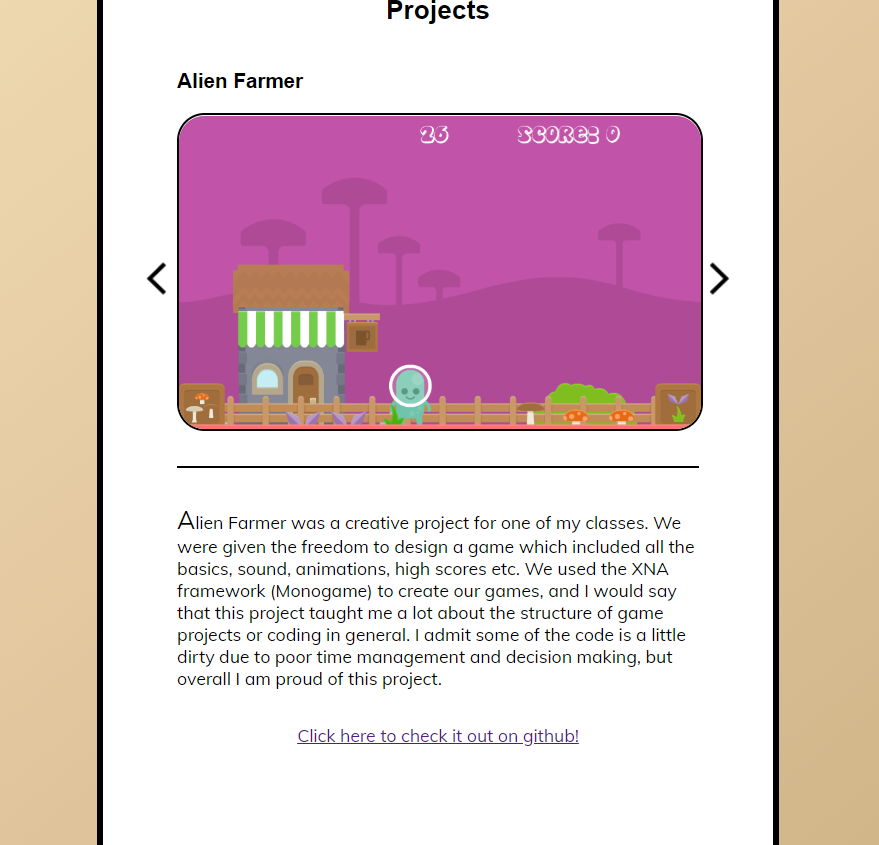 Projects
Alien Farmer
26 SCORE: 0
Alien Farmer was a creative project for one of my classes. We
were given the freedom to design a game which included all the
basics, sound, animations, high scores etc. We used the XNA
framework (Monogame) to create our games, and I would say
that this project taught me a lot about the structure of game
projects or coding in general. I admit some of the code is a little
dirty due to poor time management and decision making, but
overall I am proud of this project.
Click here to check it out on github!